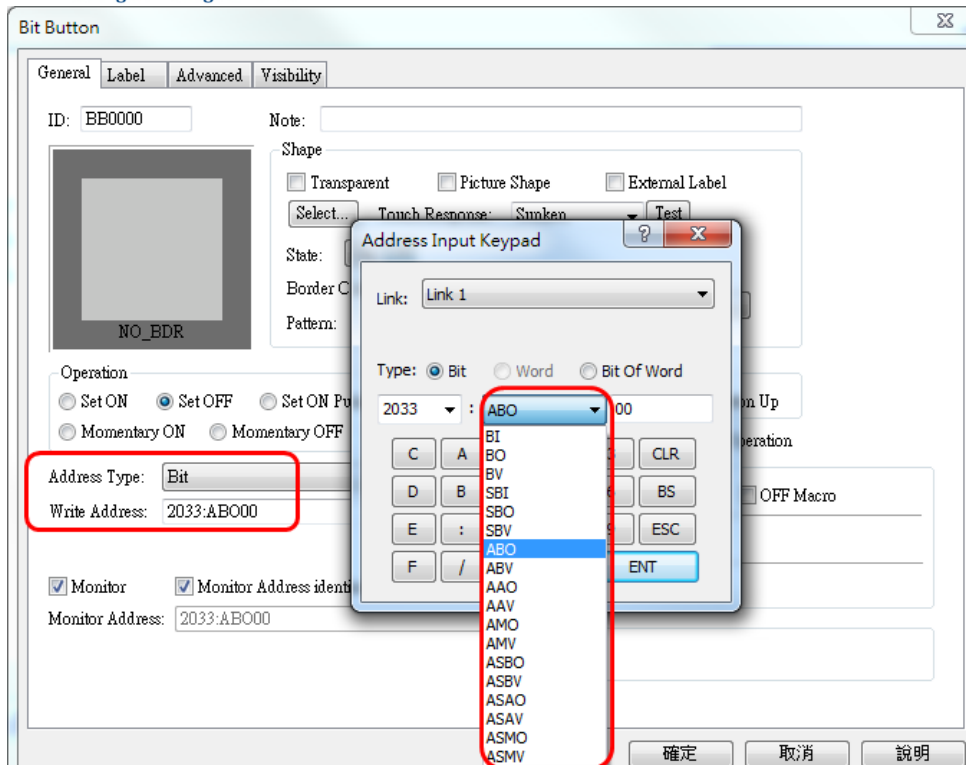 Bit Button
General Label Advanced Visibility
ID: BB0000 Note:
Shape
Transparent Picture Shape External Label
Select... Touch Response: Sunken Test
State:
Border C
Pattern:
NO_BDR
Operation
Set ON Set OFF Set ON Pu
on Up
Momentary ON Momentary OFF
peration
Address Type: Bit
Write Address: 2033:ABO00
OFF Macro
Monitor Monitor Address identi
Monitor Address: 2033:ABO00
Address Input Keypad
Link: Link 1
Type: Bit Word Bit Of Word
2033 : ABO 00
C A CLR
D B BS
E : ESC
F / ENT
BI
BO
BV
SBI
SBO
SBV
ABO
ABV
AAO
AAV
AMO
AMV
ASBO
ASBV
ASAO
ASAV
ASMO
ASMV
確定 取消 說明